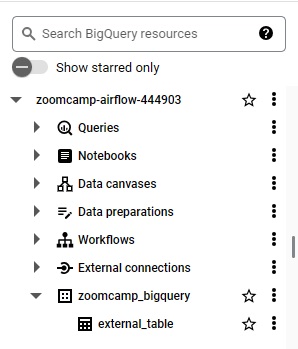 Search BigQuery resources
Show starred only
zoomcamp-airflow-444903
Queries
Notebooks
Data canvases
Data preparations
Workflows
External connections
zoomcamp_bigquery
external_table